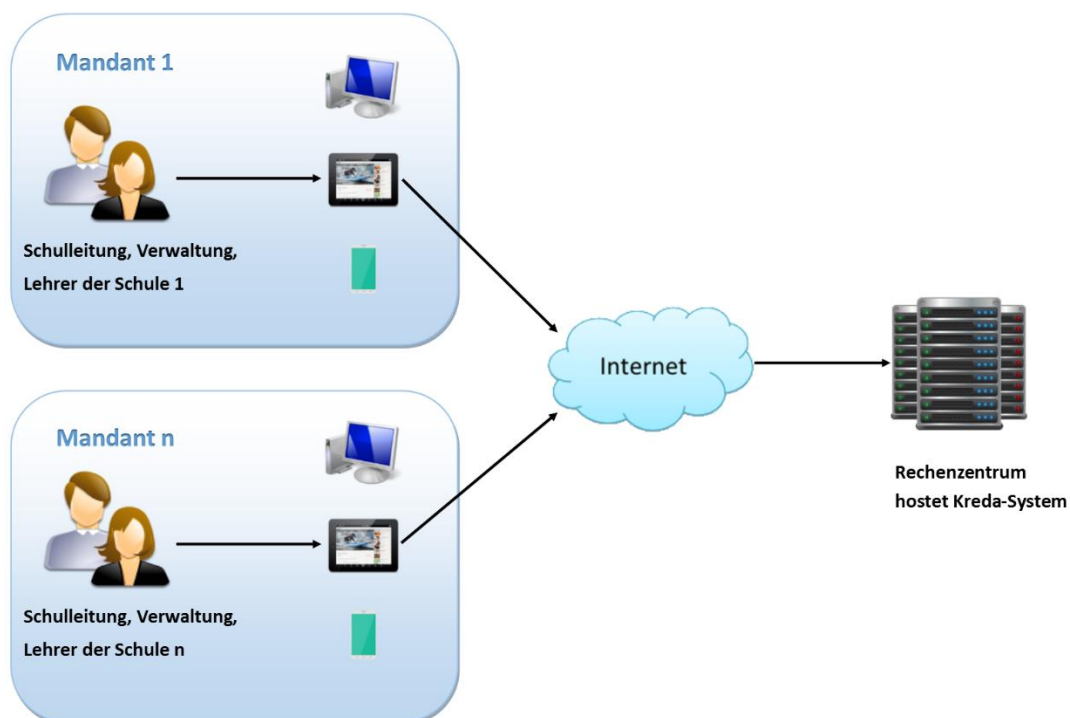 Mandant 1
Schulleitung, Verwaltung,
Lehrer der Schule 1
Internet
Rechenzentrum
hostet Kreda-System
Mandant n
Schulleitung, Verwaltung,
Lehrer der Schule n